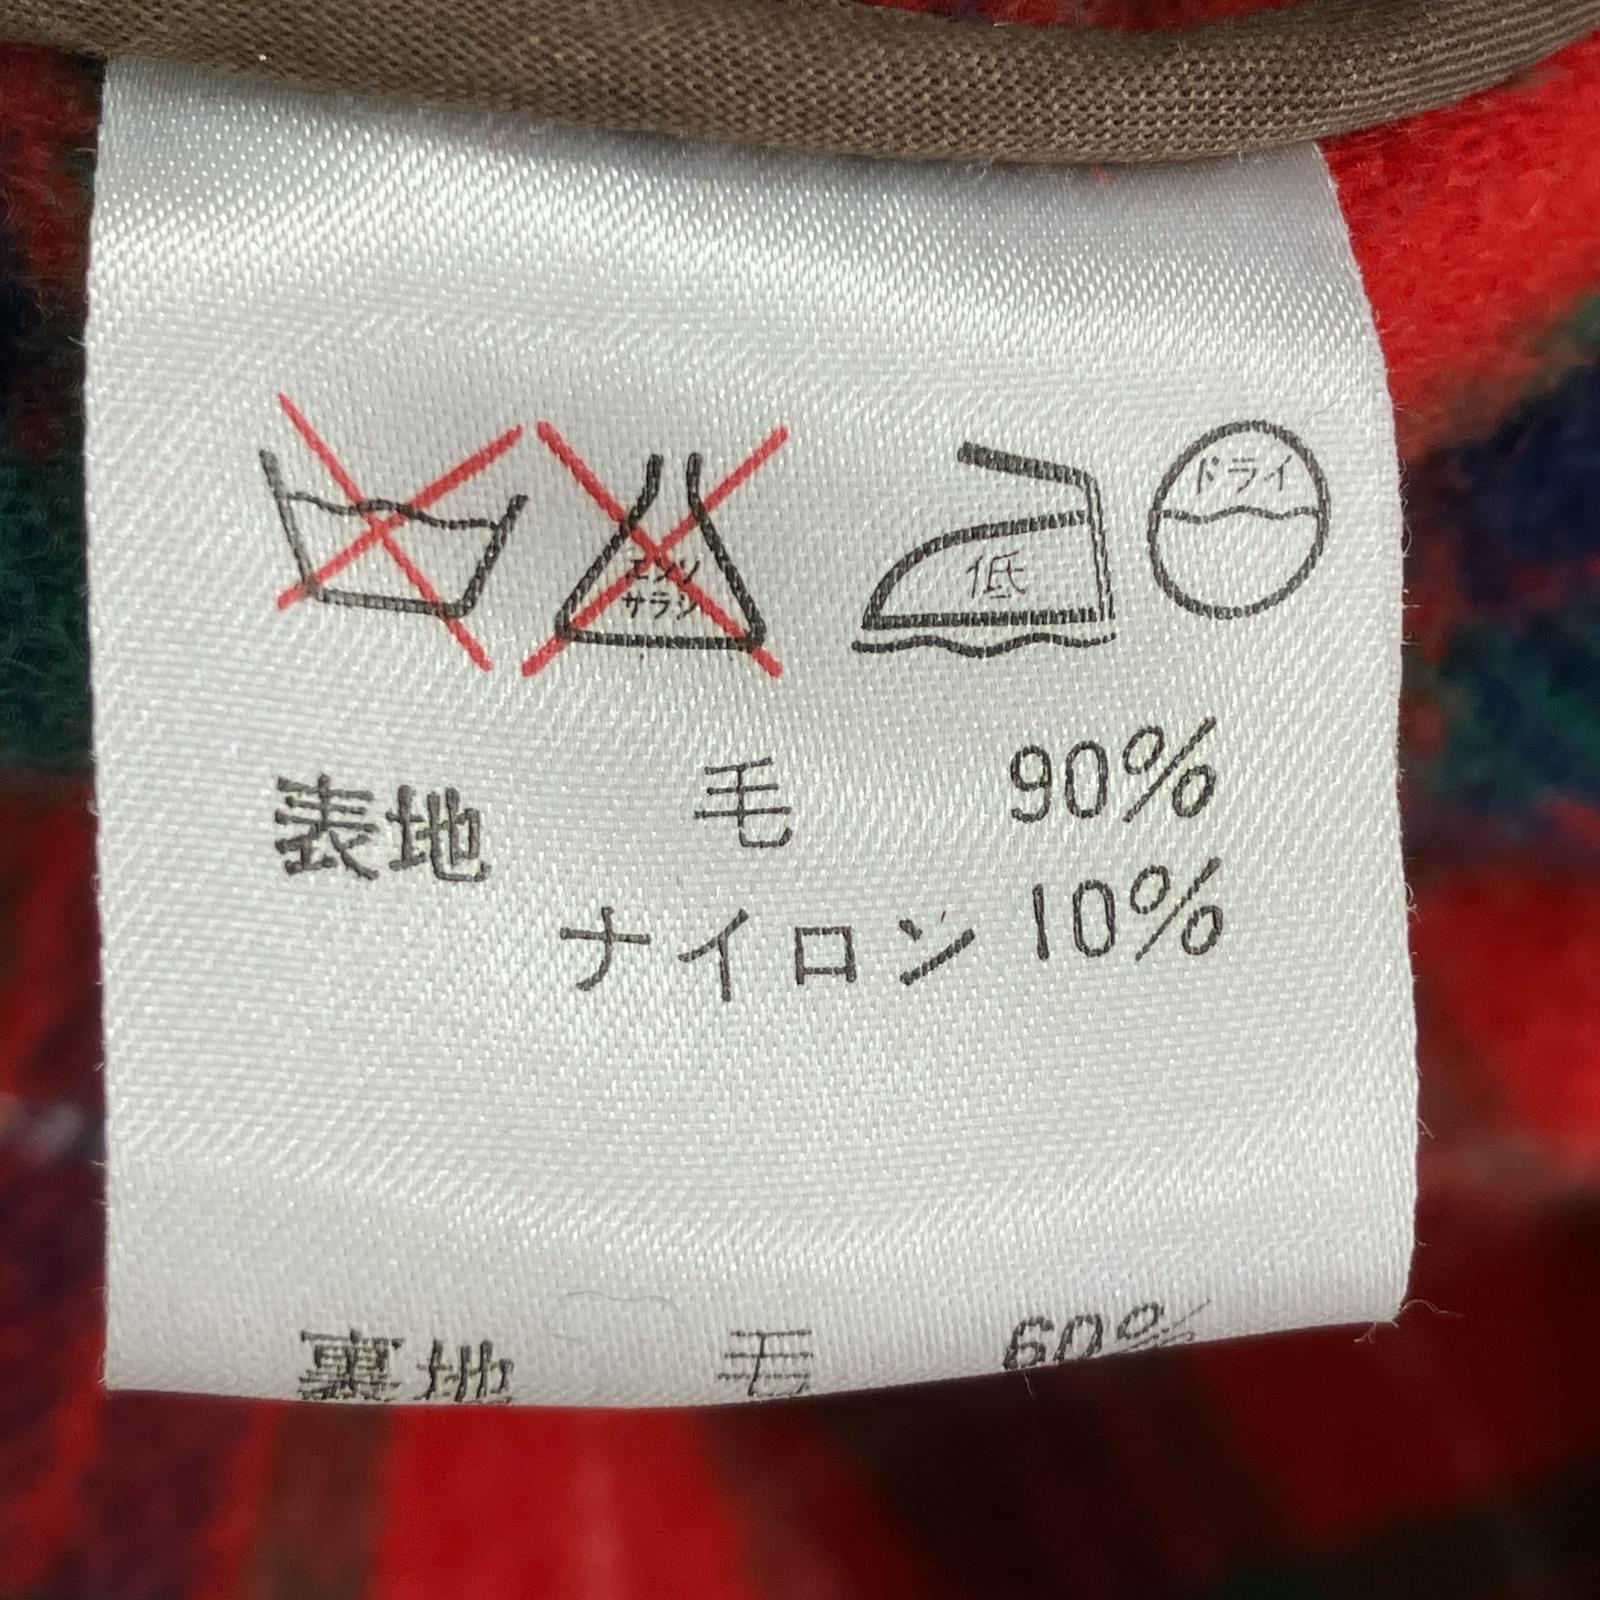 エンソ
サラシ
低
ドライ
表地 毛 90%
ナイロン 10%
裏地 毛 60%